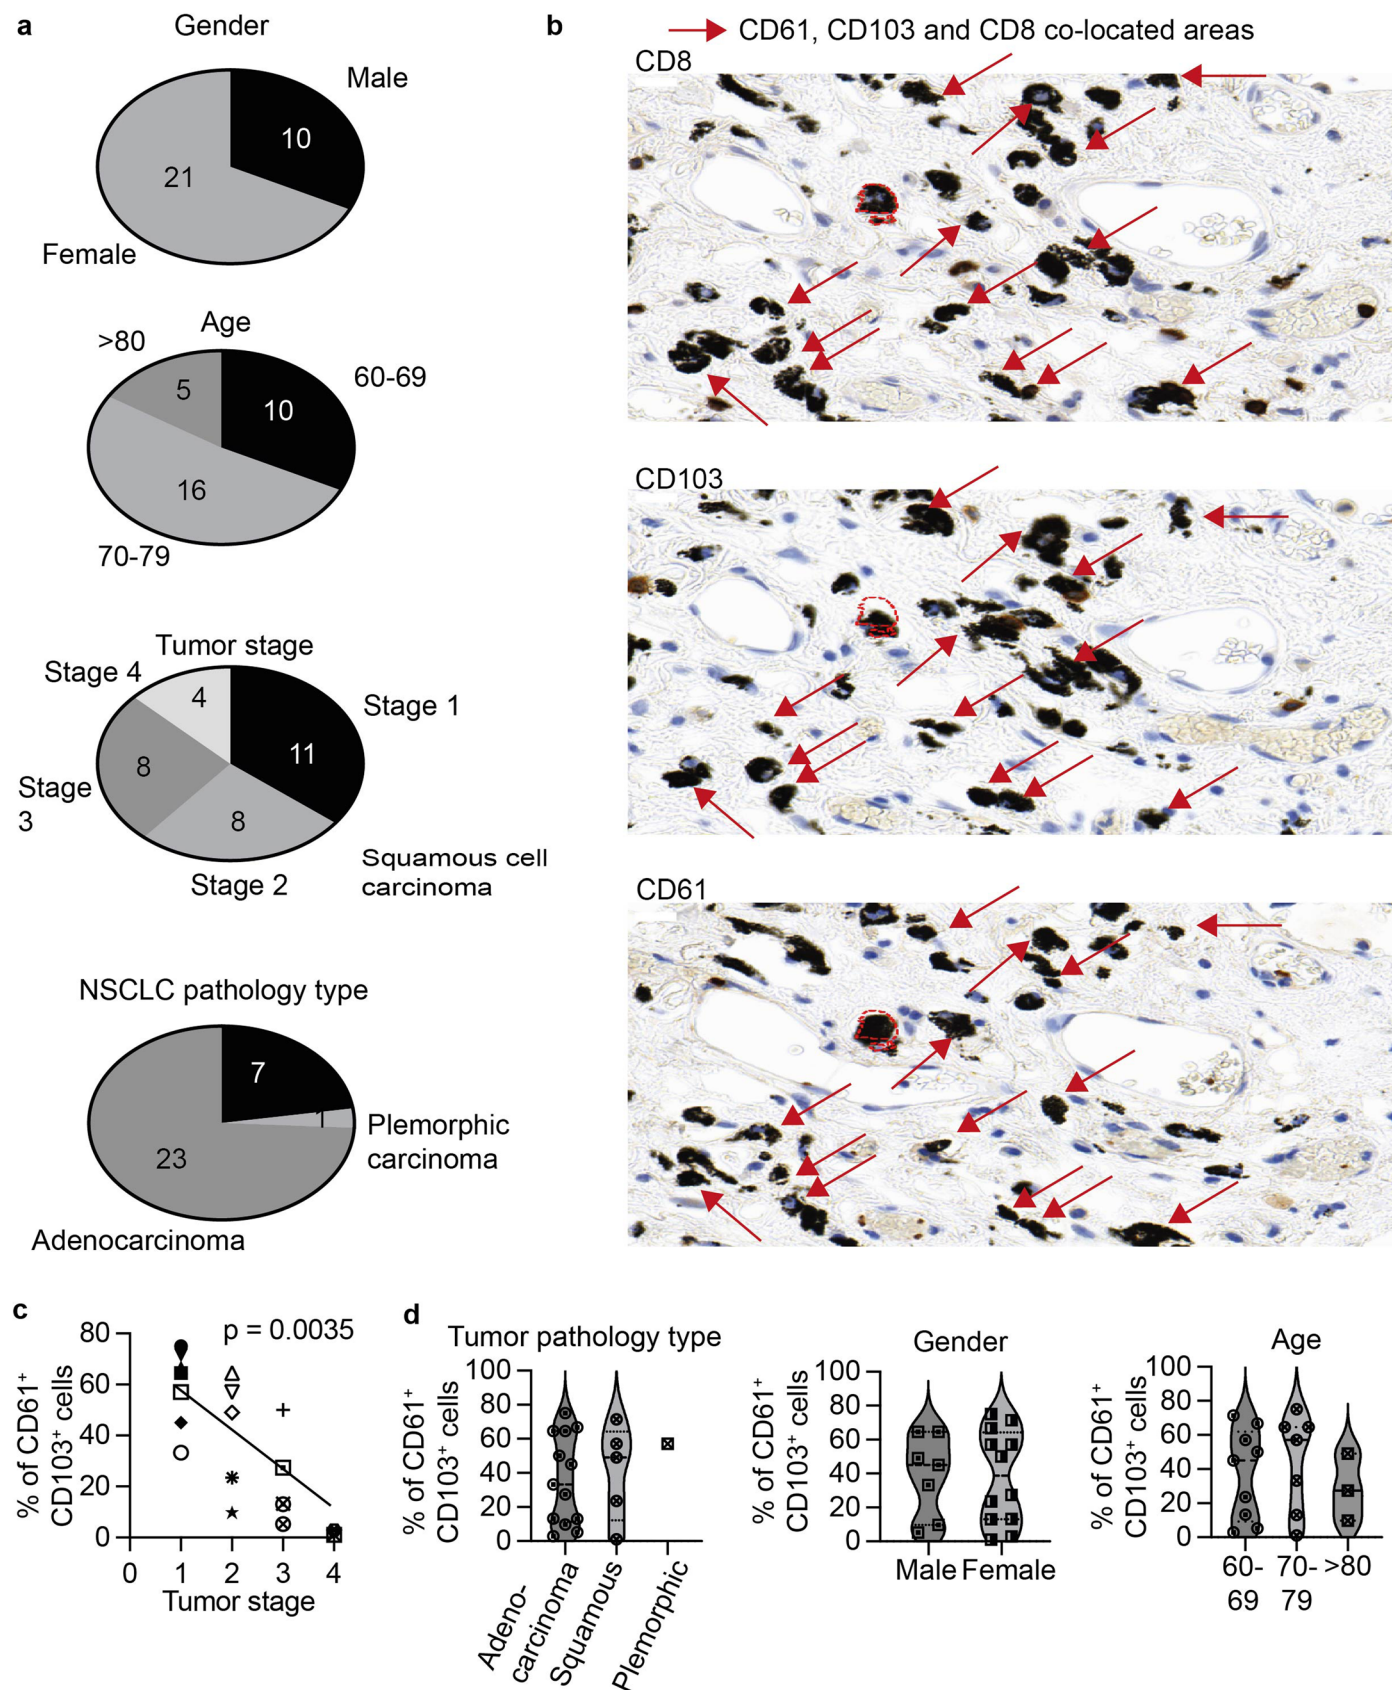 a
Gender
Male
10
21
Female
Age
>80
60-69
5
10
16
70-79
Tumor stage
Stage 4
4
Stage 1
11
8
Stage
3
8
Stage 2
Squamous cell
carcinoma
NSCLC pathology type
7
1
Plemorphic
carcinoma
23
Adenocarcinoma
b
CD61, CD103 and CD8 co-located areas
CD8
CD103
CD61
c
p = 0.0035
% of CD61+
CD103+ cells
80
60
40
20
0
0 1 2 3 4
Tumor stage
d
Tumor pathology type
% of CD61+
CD103+ cells
100
80
60
40
20
0
Adeno-
carcinoma
Squamous
Plemorphic
Gender
% of CD61+
CD103+ cells
100
80
60
40
20
0
Male Female
Age
% of CD61+
CD103+ cells
100
80
60
40
20
0
60- 70- >80
69 79